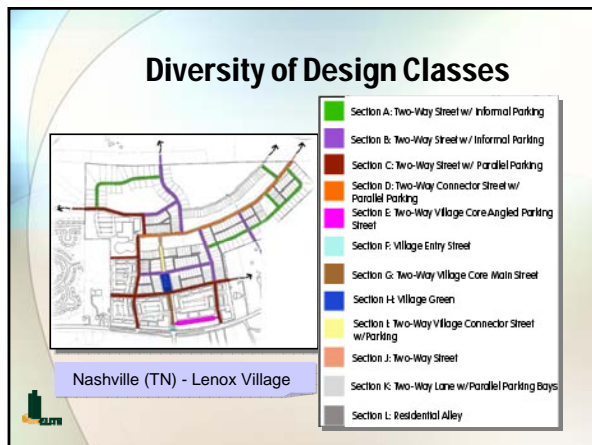 Diversity of Design Classes
Section A: Two-Way Street w/ Informal Parking
Section B: Two-Way Street w/ Informal Parking
Section C: Two-Way Street w/ Parallel Parking
Section D: Two-Way Connector Street w/
Parallel Parking
Section E: Two-Way Village Core Angled Parking
Street
Section F: Village Entry Street
Section G: Two-Way Village Core Main Street
Section H: Village Green
Section I: Two-Way Village Connector Street
w/Parking
Section J: Two-Way Street
Section K: Two-Way Lane w/Parallel Parking Bays
Section L: Residential Alley
Nashville (TN) - Lenox Village